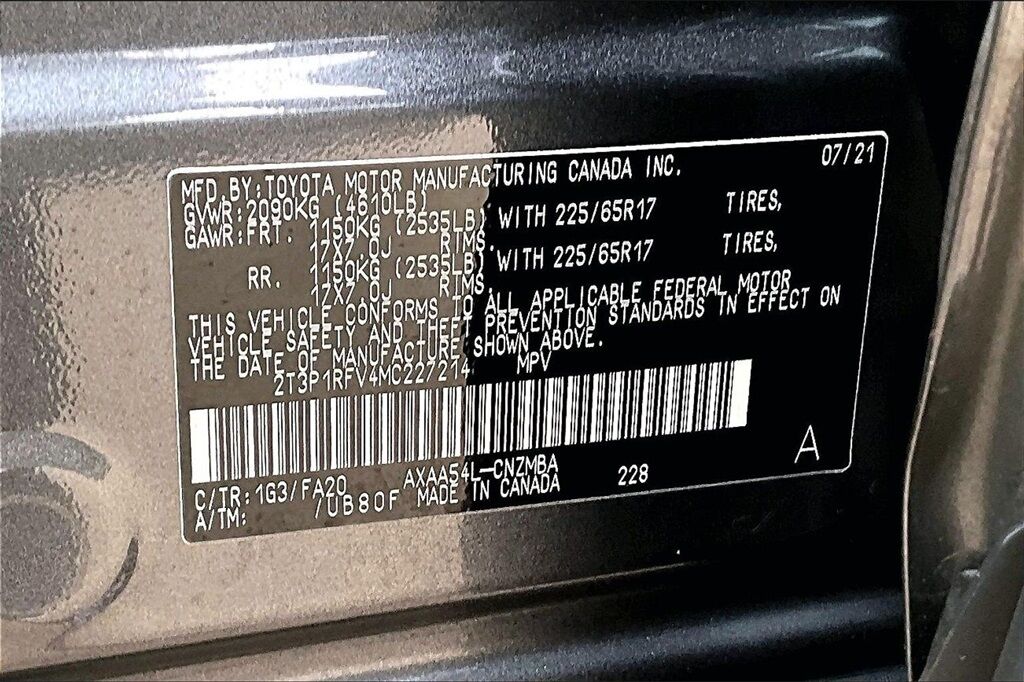 07/21
MFD. BY: TOYOTA MOTOR MANUFACTURING CANADA INC.
GVWR: 2090KG (4610LB)
GAWR: FRT. 1150KG (2535LB) WITH 225/65R17 TIRES,
17X7.0J RIMS,
RR. 1150KG (2535LB) WITH 225/65R17 TIRES,
17X7.0J RIMS,
THIS VEHICLE CONFORMS TO ALL APPLICABLE FEDERAL MOTOR
VEHICLE SAFETY AND THEFT PREVENTION STANDARDS IN EFFECT ON
THE DATE OF MANUFACTURE SHOWN ABOVE.
2T3P1RFV4MC227214 MPV
AXAA54L-CNZMBA 228 A
C/TR: 1G3/FA20 MADE IN CANADA
A/TM: /UB80F